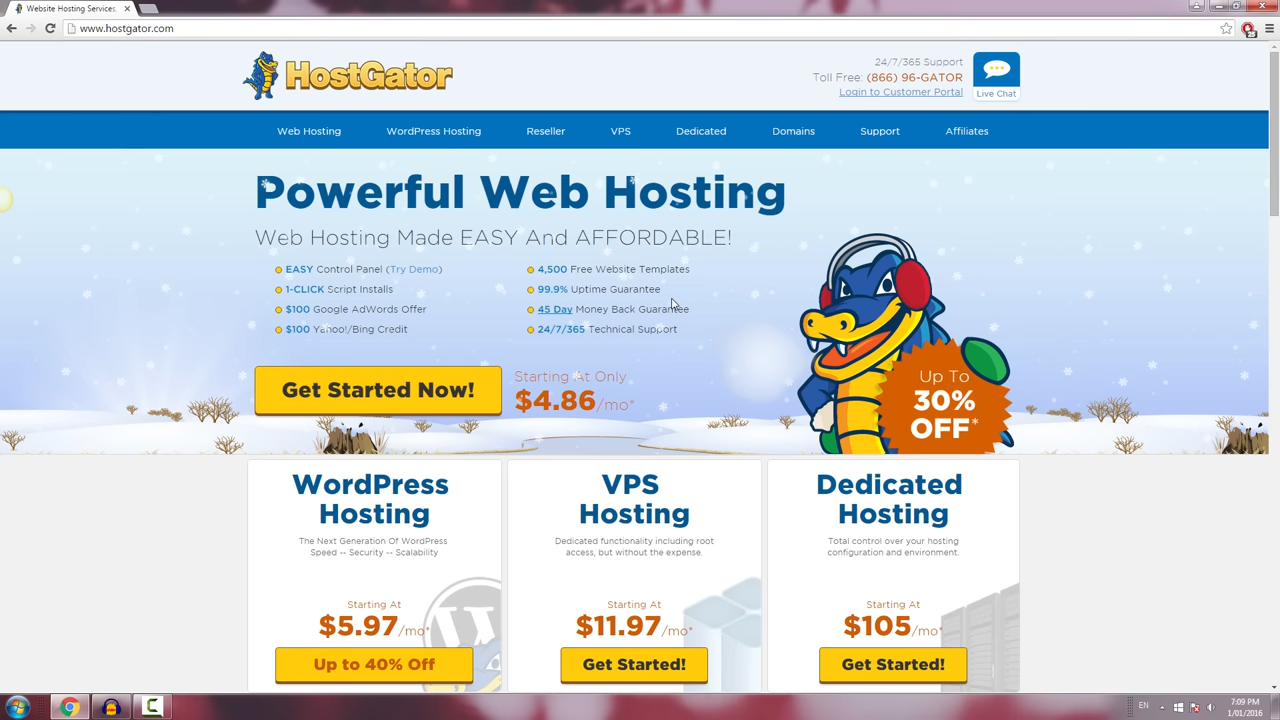 Website Hosting Services,
www.hostgator.com
HostGator
24/7/365 Support
Toll Free: (866) 96-GATOR
Login to Customer Portal
Live Chat
Web Hosting WordPress Hosting Reseller VPS Dedicated Domains Support Affiliates
Powerful Web Hosting
Web Hosting Made EASY And AFFORDABLE!
EASY Control Panel (Try Demo)
1-CLICK Script Installs
$100 Google AdWords Offer
$100 Yahoo!/Bing Credit
4,500 Free Website Templates
99.9% Uptime Guarantee
45 Day Money Back Guarantee
24/7/365 Technical Support
Get Started Now!
Starting At Only
$4.86/mo*
Up To
30%
OFF*
WordPress
Hosting
The Next Generation Of WordPress
Speed -- Security -- Scalability
Starting At
$5.97/mo*
Up to 40% Off
VPS
Hosting
Dedicated functionality including root
access, but without the expense.
Starting At
$11.97/mo*
Get Started!
Dedicated
Hosting
Total control over your hosting
configuration and environment.
Starting At
$105/mo*
Get Started!
EN
7:09 PM
1/01/2016